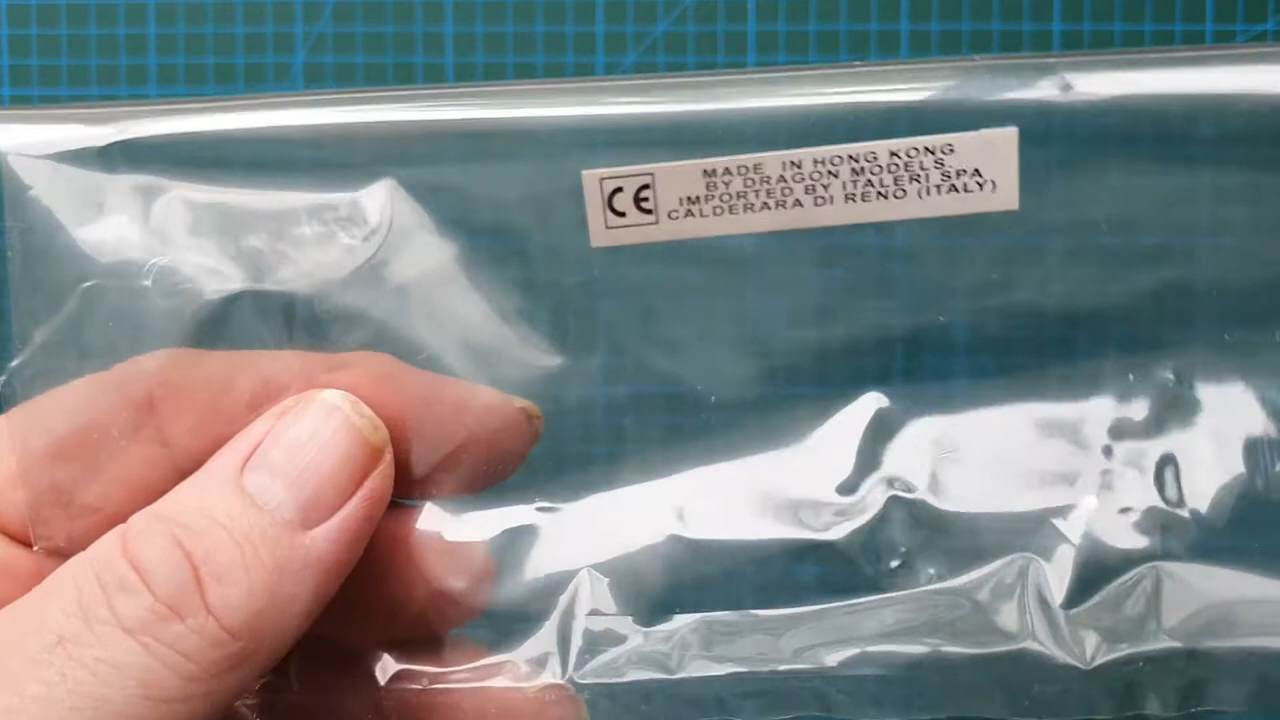 CE
MADE IN HONG KONG
BY DRAGON MODELS.
IMPORTED BY ITALERI SPA
CALDERARA DI RENO (ITALY)